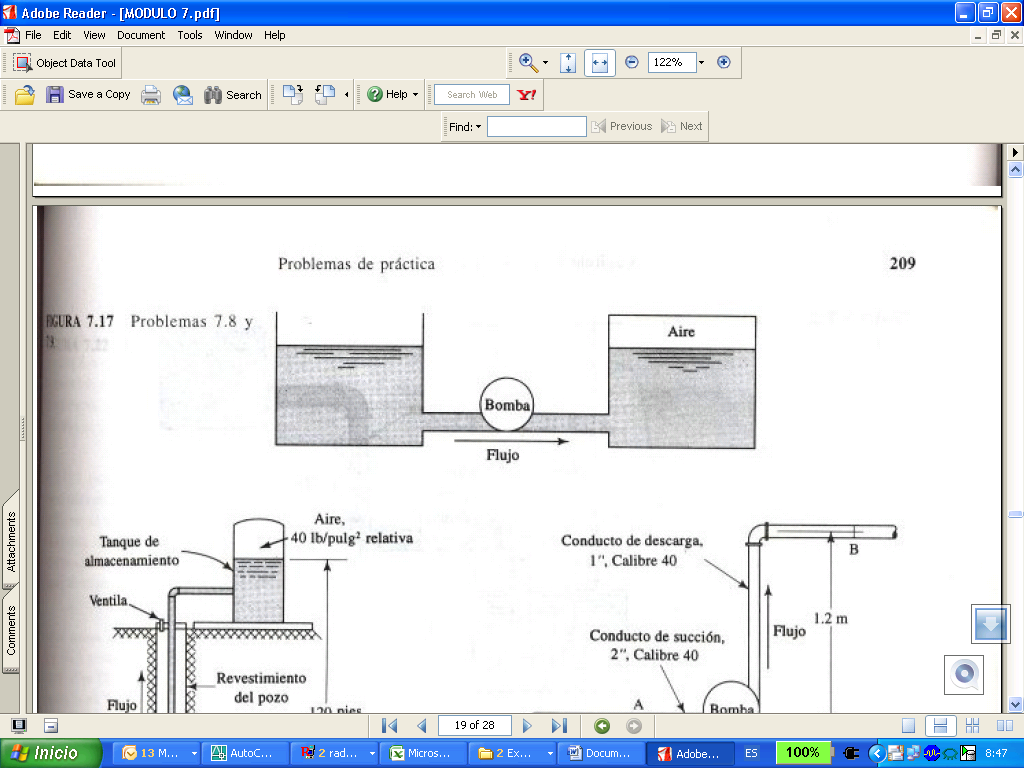 Adobe Reader - [MODULO 7.pdf]
File Edit View Document Tools Window Help
Object Data Tool
122%
Save a Copy Search Help Search Web Y!
Find: Previous Next
Problemas de práctica 209
FIGURA 7.17 Problemas 7.8 y
Aire
Bomba
Flujo
Aire,
40 lb/pulg² relativa
Tanque de
almacenamiento
Ventila
Revestimiento
del pozo
Flujo
120 pies
Conducto de descarga,
1", Calibre 40
B
1.2 m
Flujo
Conducto de succión,
2", Calibre 40
A
Bomba
Attachments
Comments
19 of 28
Inicio 13 M... AutoC... 2 rad... Micros... 2 Ex... Docum... Adobe... ES 100% 8:47